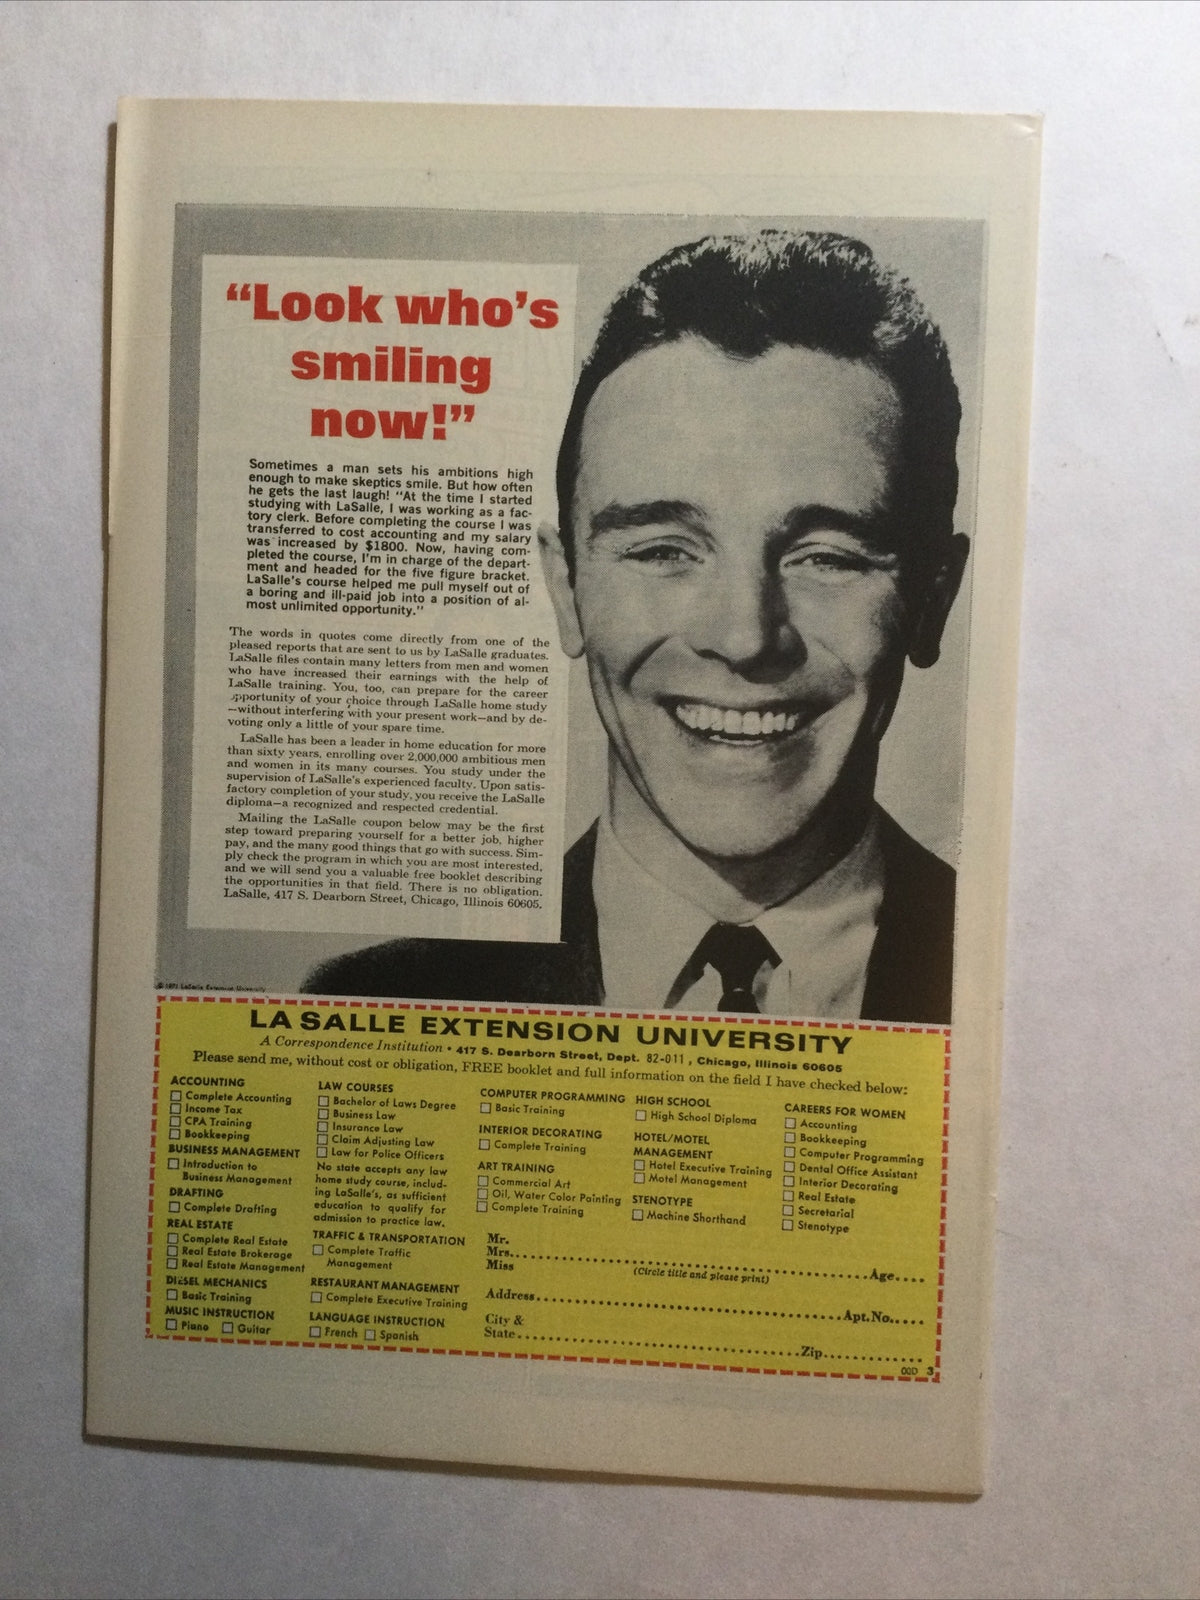 “Look who’s
smiling
now!”
Sometimes a man sets his ambitions high
enough to make skeptics smile. But how often
he gets the last laugh! “At the time I started
studying with LaSalle, I was working as a fac-
tory clerk. Before completing the course I was
transferred to cost accounting and my salary
was increased by $1800. Now, having com-
pleted the course, I’m in charge of the depart-
ment and headed for the five figure bracket.
LaSalle’s course helped me pull myself out of
a boring and ill-paid job into a position of al-
most unlimited opportunity.”
The words in quotes come directly from one of the
pleased reports that are sent to us by LaSalle graduates.
LaSalle files contain many letters from men and women
who have increased their earnings with the help of
LaSalle training. You, too, can prepare for the career
opportunity of your choice through LaSalle home study
—without interfering with your present work—and by de-
voting only a little of your spare time.
LaSalle has been a leader in home education for more
than sixty years, enrolling over 2,000,000 ambitious men
and women in its many courses. You study under the
supervision of LaSalle’s experienced faculty. Upon satis-
factory completion of your study, you receive the LaSalle
diploma—a recognized and respected credential.
Mailing the LaSalle coupon below may be the first
step toward preparing yourself for a better job, higher
pay, and the many good things that go with success. Sim-
ply check the program in which you are most interested,
and we will send you a valuable free booklet describing
the opportunities in that field. There is no obligation.
LaSalle, 417 S. Dearborn Street, Chicago, Illinois 60605.
© 1971 LaSalle Extension University
LA SALLE EXTENSION UNIVERSITY
A Correspondence Institution • 417 S. Dearborn Street, Dept. 82-011, Chicago, Illinois 60605
Please send me, without cost or obligation, FREE booklet and full information on the field I have checked below:
ACCOUNTING
Complete Accounting
Income Tax
CPA Training
Bookkeeping
BUSINESS MANAGEMENT
Introduction to
Business Management
DRAFTING
Complete Drafting
REAL ESTATE
Complete Real Estate
Real Estate Brokerage
Real Estate Management
DIESEL MECHANICS
Basic Training
MUSIC INSTRUCTION
Piano Guitar
LAW COURSES
Bachelor of Laws Degree
Business Law
Insurance Law
Claim Adjusting Law
Law for Police Officers
No state accepts any law
home study course, includ-
ing LaSalle’s, as sufficient
education to qualify for
admission to practice law.
TRAFFIC & TRANSPORTATION
Complete Traffic
Management
RESTAURANT MANAGEMENT
Complete Executive Training
LANGUAGE INSTRUCTION
French Spanish
COMPUTER PROGRAMMING
Basic Training
INTERIOR DECORATING
Complete Training
ART TRAINING
Commercial Art
Oil, Water Color Painting
Complete Training
HIGH SCHOOL
High School Diploma
HOTEL/MOTEL
MANAGEMENT
Hotel Executive Training
Motel Management
STENOTYPE
Machine Shorthand
CAREERS FOR WOMEN
Accounting
Bookkeeping
Computer Programming
Dental Office Assistant
Interior Decorating
Real Estate
Secretarial
Stenotype
Mr.
Mrs. Age
Miss (Circle title and please print)
Address Apt. No.
City &
State Zip
00D 3